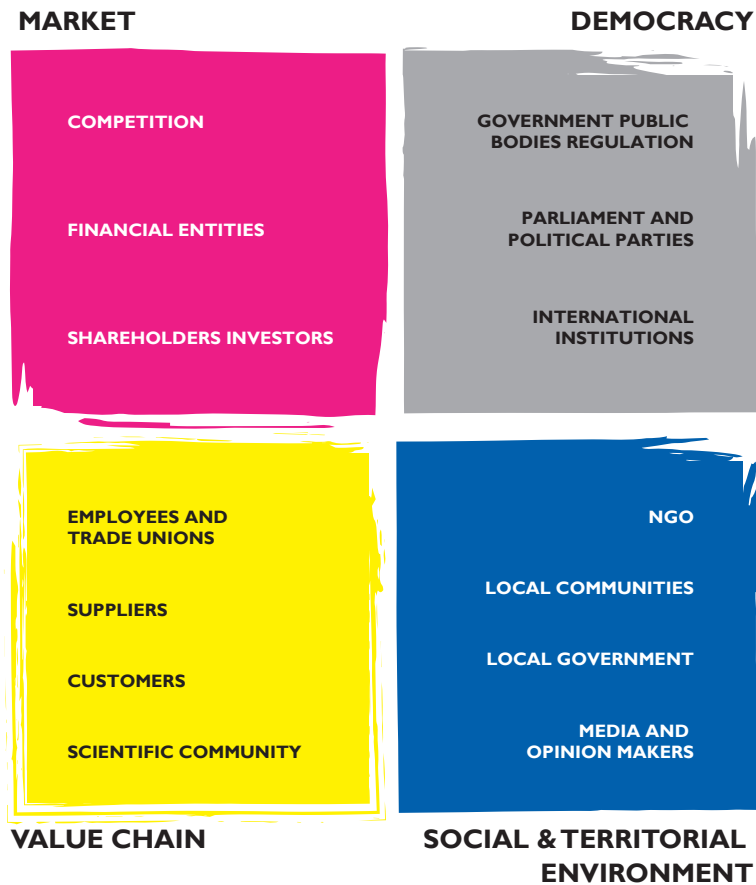 MARKET
COMPETITION
FINANCIAL ENTITIES
SHAREHOLDERS INVESTORS
DEMOCRACY
GOVERNMENT PUBLIC
BODIES REGULATION
PARLIAMENT AND
POLITICAL PARTIES
INTERNATIONAL
INSTITUTIONS
EMPLOYEES AND
TRADE UNIONS
SUPPLIERS
CUSTOMERS
SCIENTIFIC COMMUNITY
VALUE CHAIN
NGO
LOCAL COMMUNITIES
LOCAL GOVERNMENT
MEDIA AND
OPINION MAKERS
SOCIAL & TERRITORIAL
ENVIRONMENT